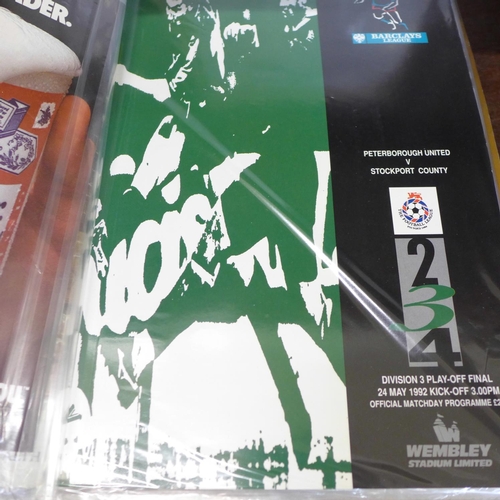 DER.
BARCLAYS
LEAGUE
PETERBOROUGH UNITED
V
STOCKPORT COUNTY
2
3
4
DIVISION 3 PLAY-OFF FINAL
24 MAY 1992 KICK-OFF 3.00PM
OFFICIAL MATCHDAY PROGRAMME £2
WEMBLEY
STADIUM LIMITED